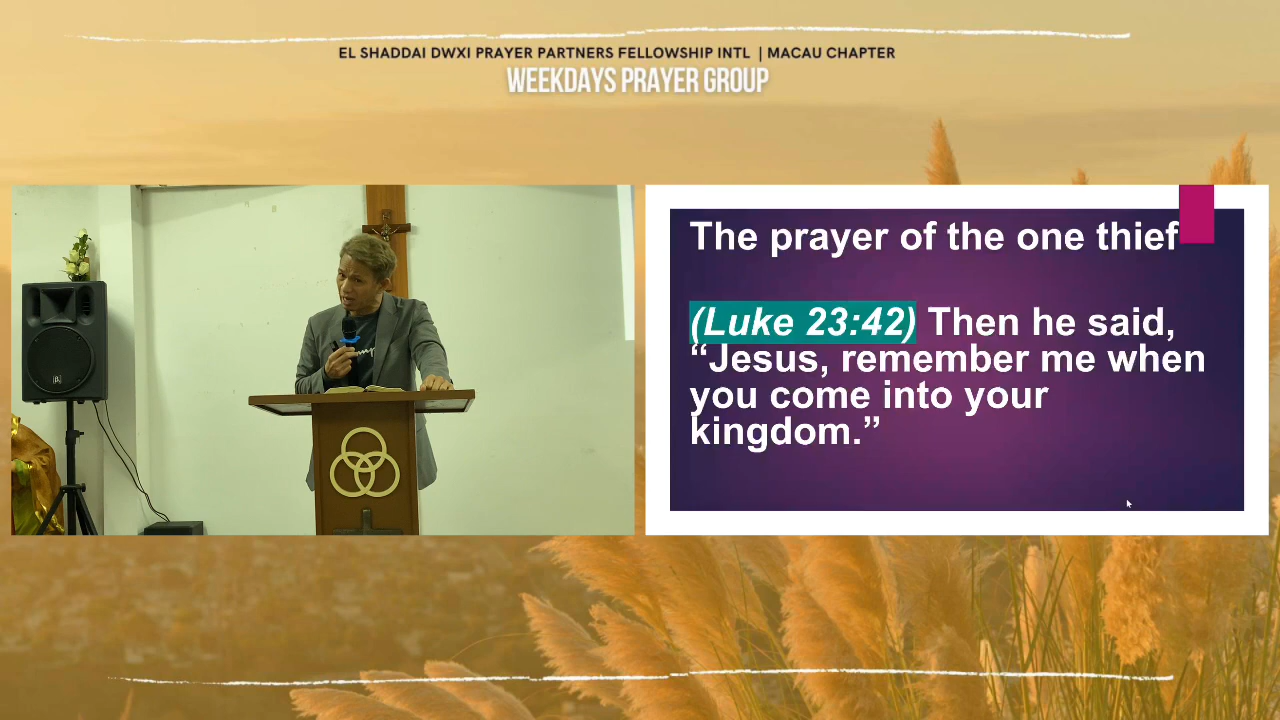 EL SHADDAI DWXI PRAYER PARTNERS FELLOWSHIP INTL | MACAU CHAPTER
WEEKDAYS PRAYER GROUP
The prayer of the one thief
(Luke 23:42) Then he said,
“Jesus, remember me when
you come into your
kingdom.”